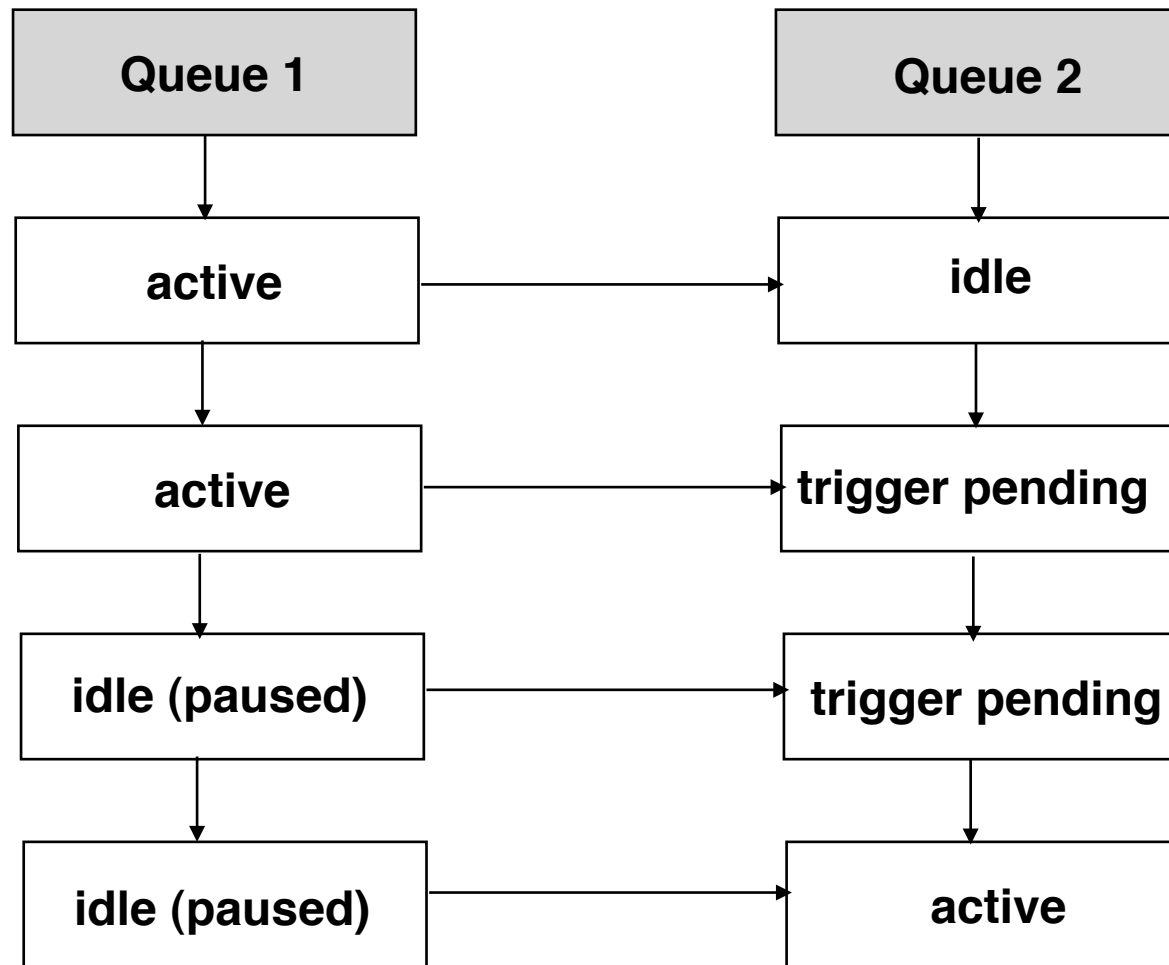 Queue 1
Queue 2
active
idle
active
trigger pending
idle (paused)
trigger pending
idle (paused)
active